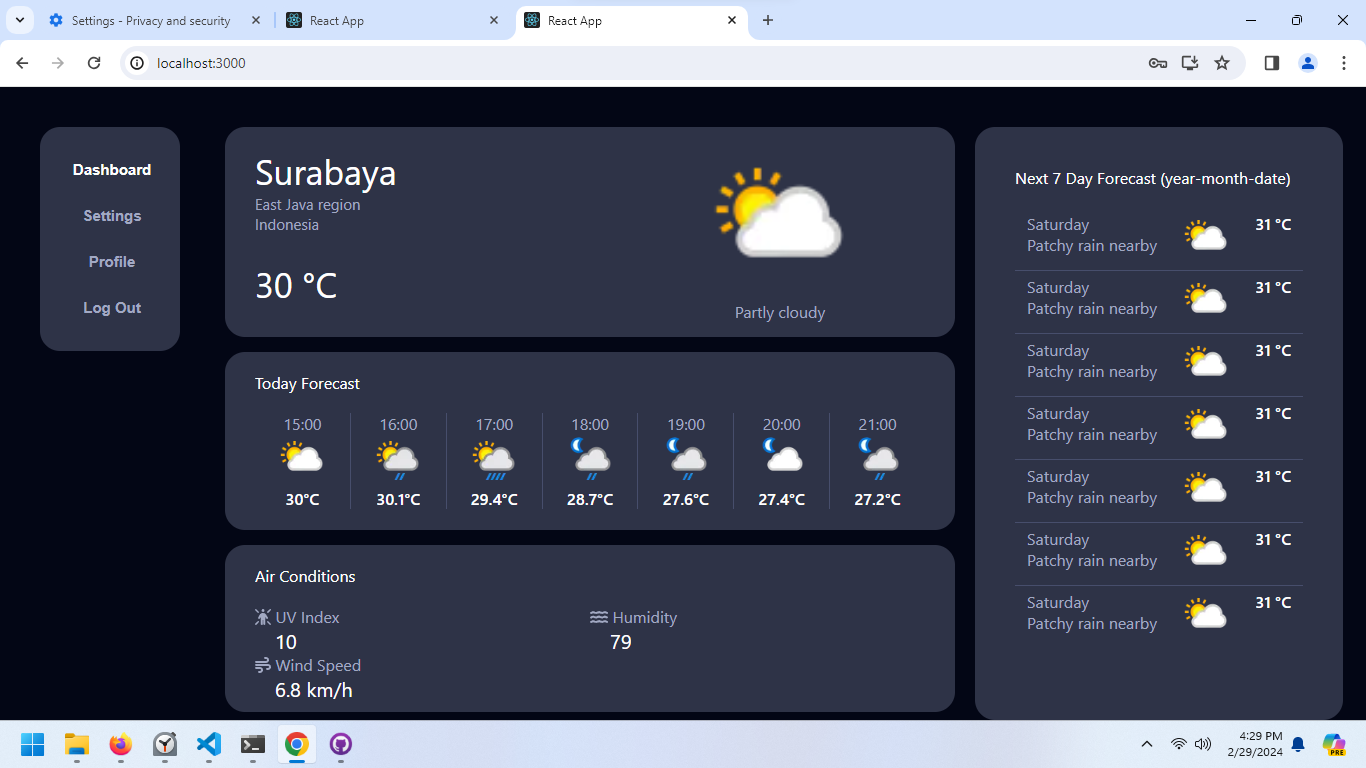 Settings - Privacy and security
React App
React App
localhost:3000
Dashboard
Settings
Profile
Log Out
Surabaya
East Java region
Indonesia
30 °C
Partly cloudy
Today Forecast
15:00 16:00 17:00 18:00 19:00 20:00 21:00
30°C 30.1°C 29.4°C 28.7°C 27.6°C 27.4°C 27.2°C
Air Conditions
UV Index
10
Humidity
79
Wind Speed
6.8 km/h
Next 7 Day Forecast (year-month-date)
Saturday 31 °C
Patchy rain nearby
Saturday 31 °C
Patchy rain nearby
Saturday 31 °C
Patchy rain nearby
Saturday 31 °C
Patchy rain nearby
Saturday 31 °C
Patchy rain nearby
Saturday 31 °C
Patchy rain nearby
Saturday 31 °C
Patchy rain nearby
4:29 PM
2/29/2024
PRE